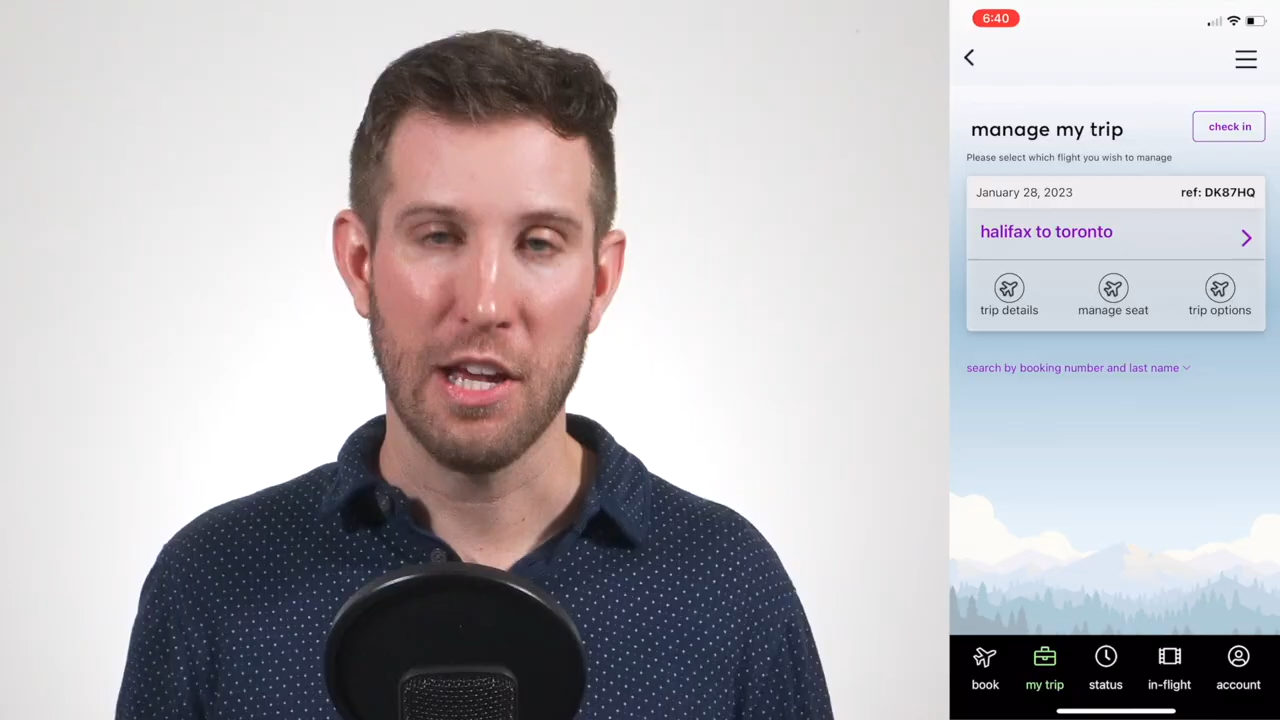 6:40
manage my trip
check in
Please select which flight you wish to manage
January 28, 2023 ref: DK87HQ
halifax to toronto
trip details manage seat trip options
search by booking number and last name
book my trip status in-flight account